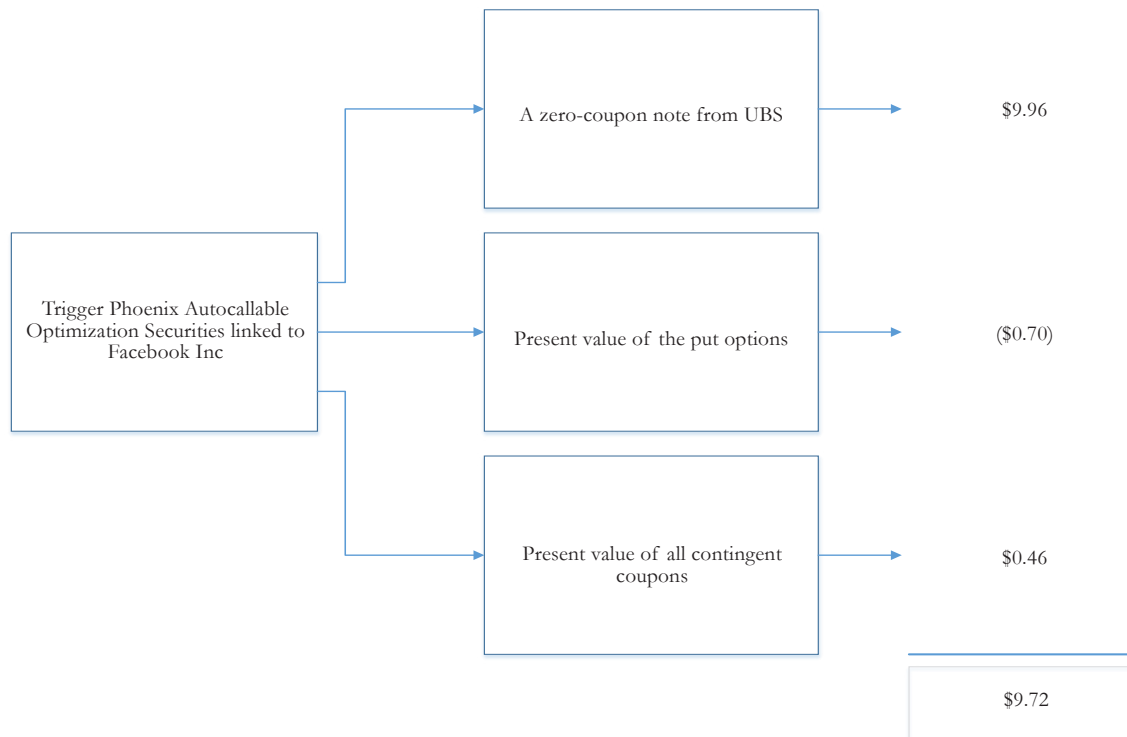 A zero-coupon note from UBS
$9.96
Trigger Phoenix Autocallable
Optimization Securities linked to
Facebook Inc
Present value of the put options
($0.70)
Present value of all contingent
coupons
$0.46
$9.72